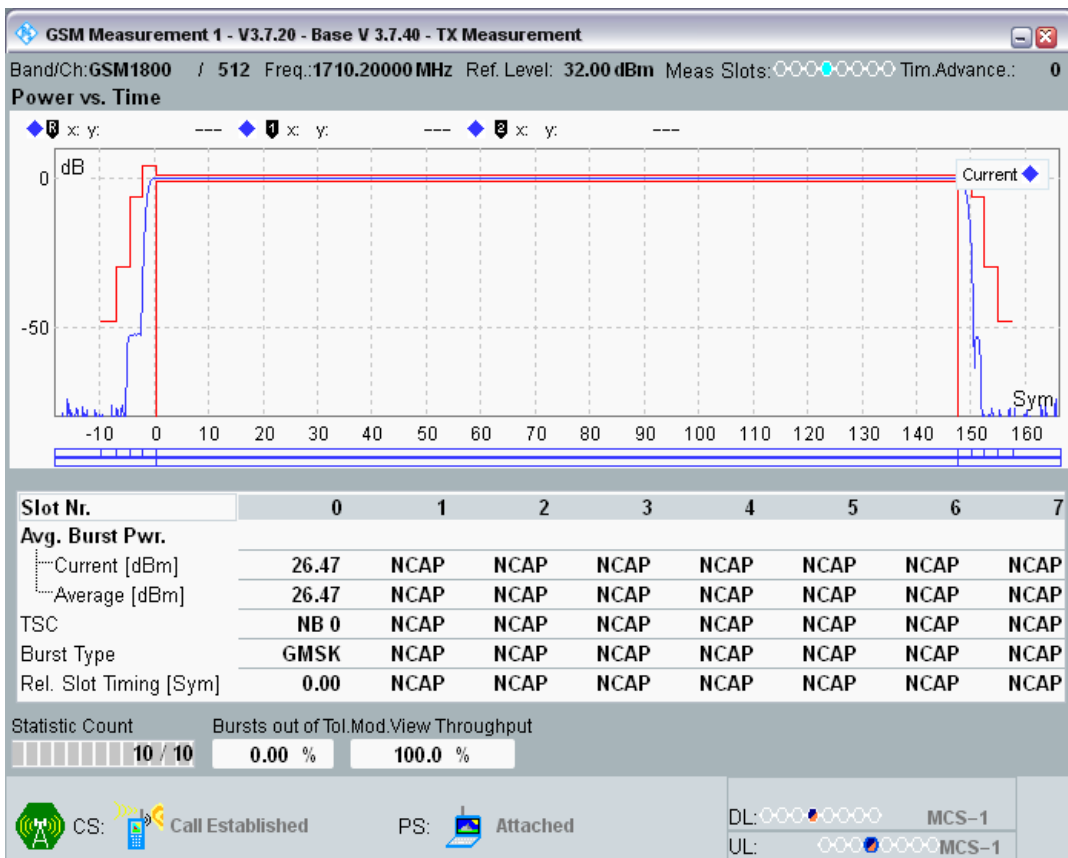 GSM Measurement 1 - V3.7.20 - Base V 3.7.40 - TX Measurement
Band/Ch:GSM1800 / 512 Freq.:1710.20000 MHz Ref. Level: 32.00 dBm Meas Slots: Tim.Advance.: 0
Power vs. Time
R x: y: --- 1 x: y: --- 2 x: y: ---
dB
Current
0
-50
Sym
-10 0 10 20 30 40 50 60 70 80 90 100 110 120 130 140 150 160
Slot Nr. 0 1 2 3 4 5 6 7
Avg. Burst Pwr.
Current [dBm] 26.47 NCAP NCAP NCAP NCAP NCAP NCAP NCAP
Average [dBm] 26.47 NCAP NCAP NCAP NCAP NCAP NCAP NCAP
TSC NB 0 NCAP NCAP NCAP NCAP NCAP NCAP NCAP
Burst Type GMSK NCAP NCAP NCAP NCAP NCAP NCAP NCAP
Rel. Slot Timing [Sym] 0.00 NCAP NCAP NCAP NCAP NCAP NCAP NCAP
Statistic Count Bursts out of Tol.Mod.View Throughput
10 / 10 0.00 % 100.0 %
CS: Call Established PS: Attached
DL: MCS-1
UL: MCS-1